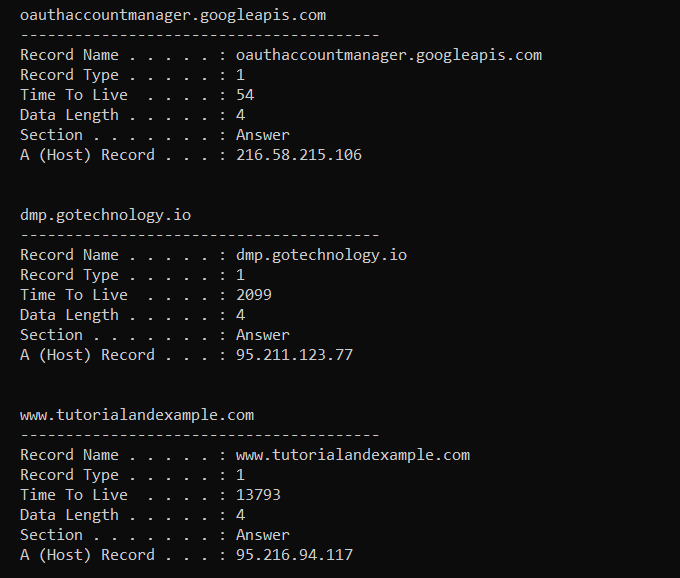 oauthaccountmanager.googleapis.com
----------------------------------------
Record Name . . . . . : oauthaccountmanager.googleapis.com
Record Type . . . . . : 1
Time To Live  . . . . : 54
Data Length . . . . . : 4
Section . . . . . . . : Answer
A (Host) Record . . . : 216.58.215.106
dmp.gotechnology.io
----------------------------------------
Record Name . . . . . : dmp.gotechnology.io
Record Type . . . . . : 1
Time To Live  . . . . : 2099
Data Length . . . . . : 4
Section . . . . . . . : Answer
A (Host) Record . . . : 95.211.123.77
www.tutorialandexample.com
----------------------------------------
Record Name . . . . . : www.tutorialandexample.com
Record Type . . . . . : 1
Time To Live  . . . . : 13793
Data Length . . . . . : 4
Section . . . . . . . : Answer
A (Host) Record . . . : 95.216.94.117